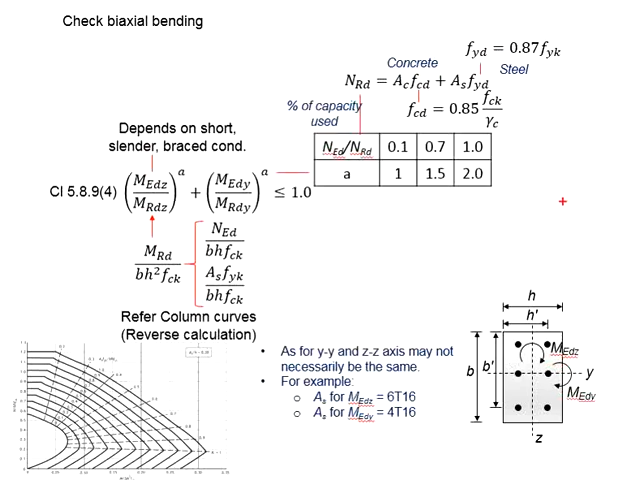 Check biaxial bending
f_yd = 0.87f_yk
Concrete
Steel
N_Rd = A_c f_cd + A_s f_yd
f_cd = 0.85 f_ck/γ_c
% of capacity used
N_Ed/N_Rd 0.1 0.7 1.0
a 1 1.5 2.0
Depends on short,
slender, braced cond.
Cl 5.8.9(4) (M_Edz/M_Rdz)^a + (M_Edy/M_Rdy)^a ≤ 1.0
M_Rd/bh²f_ck
N_Ed/bhf_ck
A_s f_yk/bhf_ck
Refer Column curves
(Reverse calculation)
• As for y-y and z-z axis may not
necessarily be the same.
• For example:
o A_s for M_Edz = 6T16
o A_s for M_Edy = 4T16
h
h'
b
b'
M_Edz
y
M_Edy
z